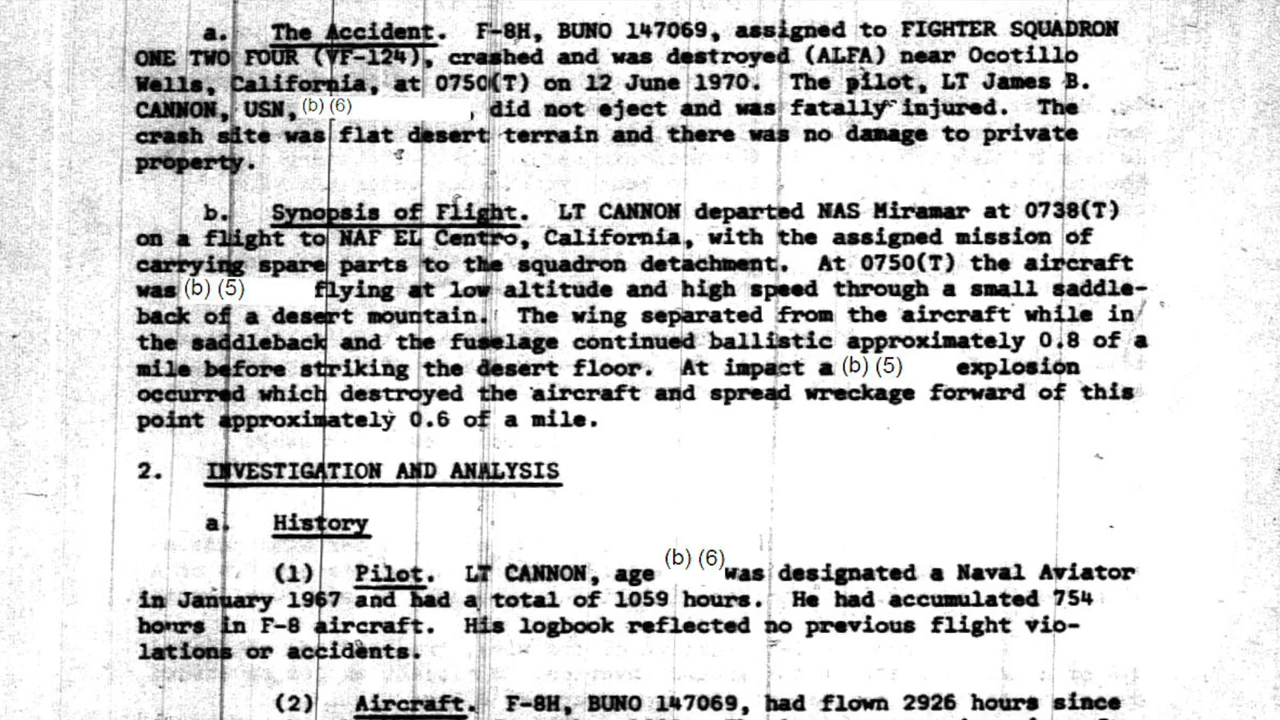 a. The Accident. F-8H, BUNO 147069, assigned to FIGHTER SQUADRON
ONE TWO FOUR (VF-124), crashed and was destroyed (ALFA) near Ocotillo
Wells, California, at 0750(T) on 12 June 1970. The pilot, LT James B.
CANNON, USN, (b) (6) , did not eject and was fatally injured. The
crash site was flat desert terrain and there was no damage to private
property.
b. Synopsis of Flight. LT CANNON departed NAS Miramar at 0738(T)
on a flight to NAF EL Centro, California, with the assigned mission of
carrying spare parts to the squadron detachment. At 0750(T) the aircraft
was (b) (5) flying at low altitude and high speed through a small saddle-
back of a desert mountain. The wing separated from the aircraft while in
the saddleback and the fuselage continued ballistic approximately 0.8 of a
mile before striking the desert floor. At impact a (b) (5) explosion
occurred which destroyed the aircraft and spread wreckage forward of this
point approximately 0.6 of a mile.
2. INVESTIGATION AND ANALYSIS
a. History
(1) Pilot. LT CANNON, age (b) (6) was designated a Naval Aviator
in January 1967 and had a total of 1059 hours. He had accumulated 754
hours in F-8 aircraft. His logbook reflected no previous flight vio-
lations or accidents.
(2) Aircraft. F-8H, BUNO 147069, had flown 2926 hours since